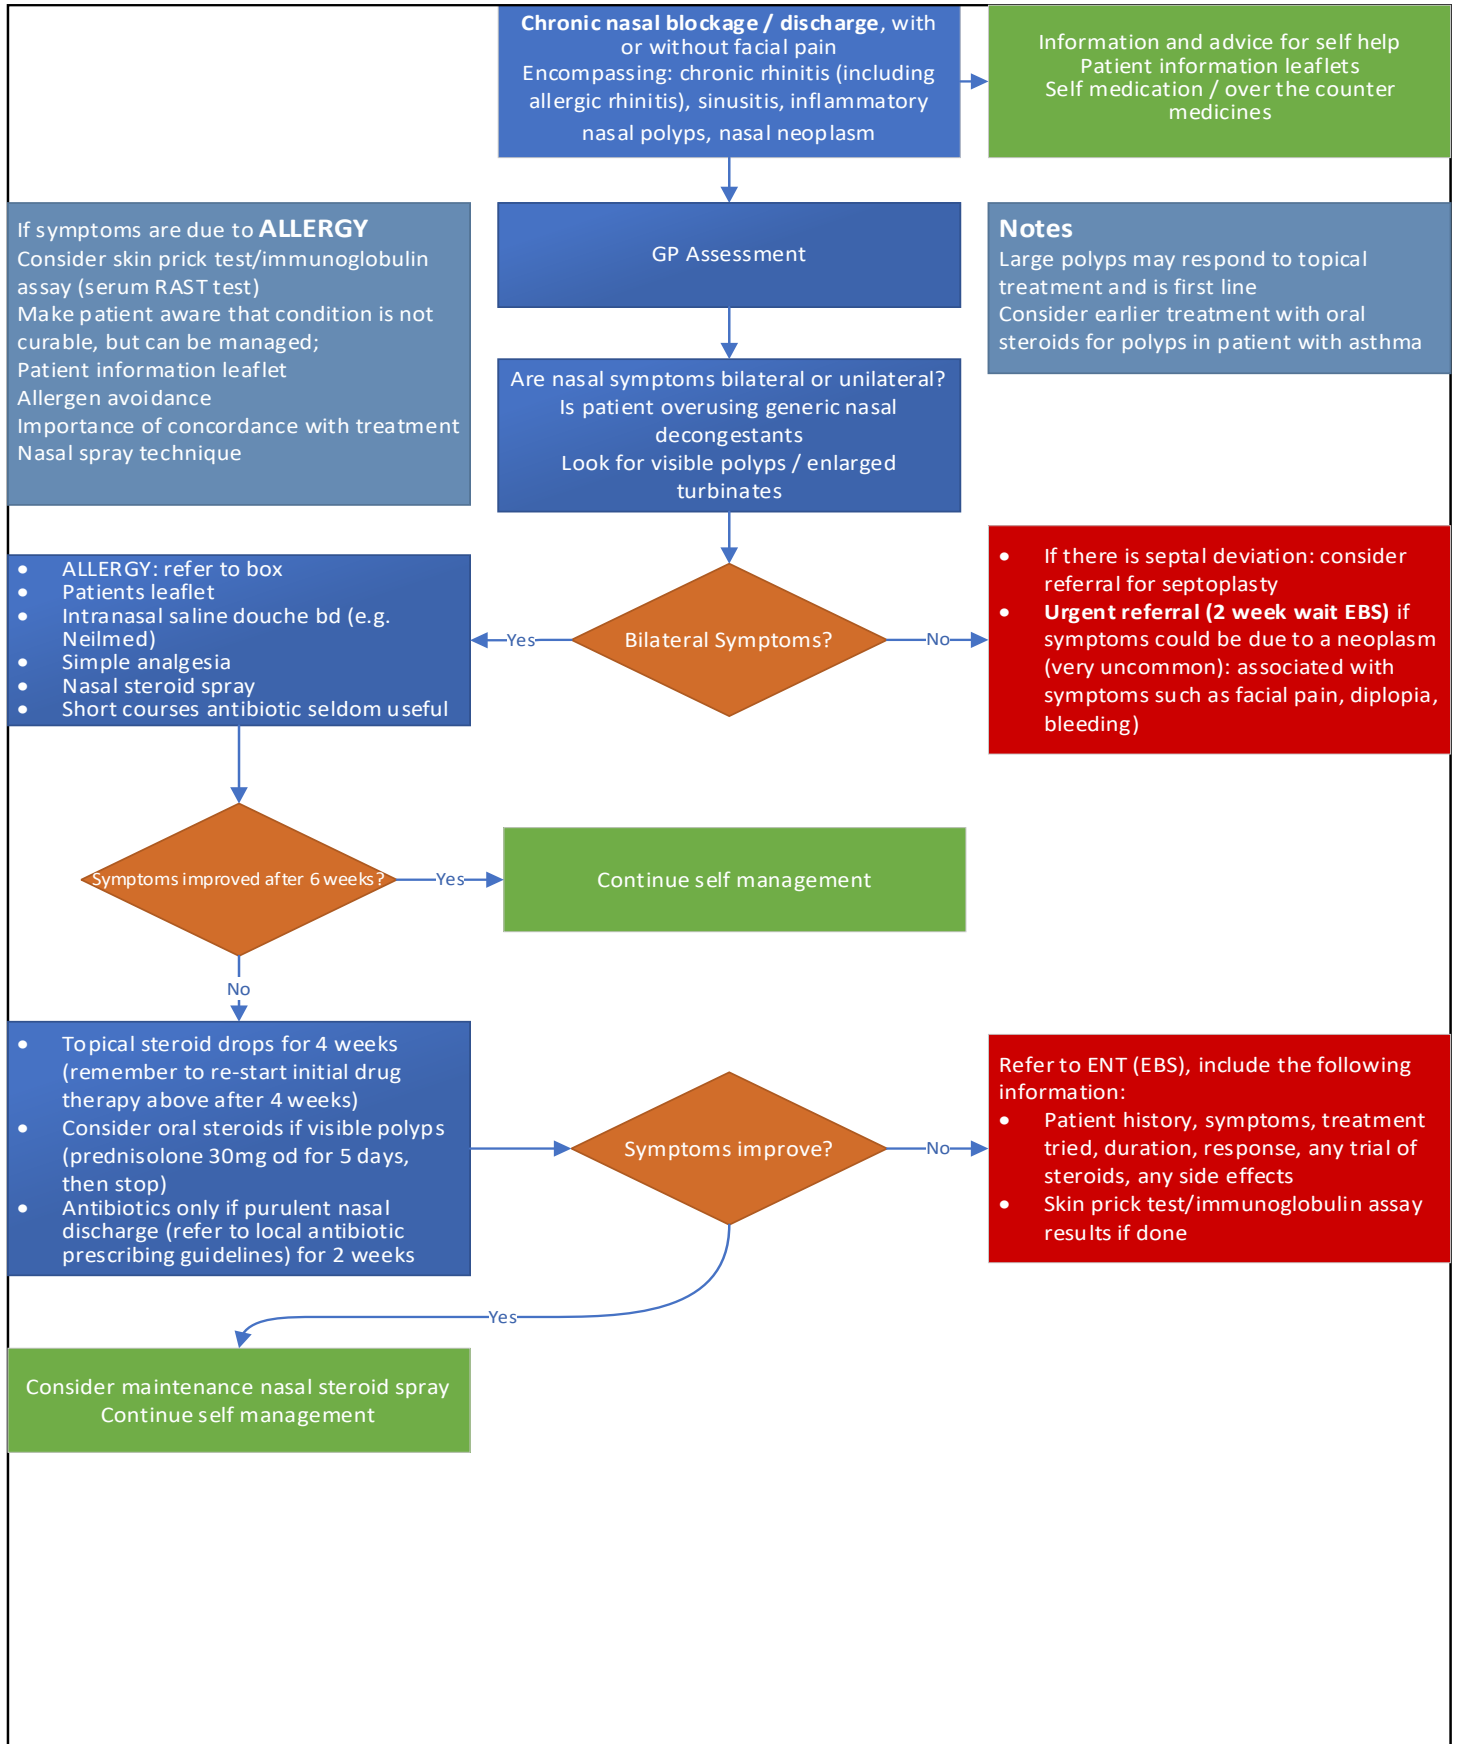 Chronic nasal blockage / discharge, with
or without facial pain
Encompassing: chronic rhinitis (including
allergic rhinitis), sinusitis, inflammatory
nasal polyps, nasal neoplasm
Information and advice for self help
Patient information leaflets
Self medication / over the counter
medicines
If symptoms are due to ALLERGY
Consider skin prick test/immunoglobulin
assay (serum RAST test)
Make patient aware that condition is not
curable, but can be managed;
Patient information leaflet
Allergen avoidance
Importance of concordance with treatment
Nasal spray technique
GP Assessment
Notes
Large polyps may respond to topical
treatment and is first line
Consider earlier treatment with oral
steroids for polyps in patient with asthma
Are nasal symptoms bilateral or unilateral?
Is patient overusing generic nasal
decongestants
Look for visible polyps / enlarged
turbinates
Bilateral Symptoms?
Yes
No
• ALLERGY: refer to box
• Patients leaflet
• Intranasal saline douche bd (e.g.
Neilmed)
• Simple analgesia
• Nasal steroid spray
• Short courses antibiotic seldom useful
• If there is septal deviation: consider
referral for septoplasty
• Urgent referral (2 week wait EBS) if
symptoms could be due to a neoplasm
(very uncommon): associated with
symptoms such as facial pain, diplopia,
bleeding)
Symptoms improved after 6 weeks?
Yes
Continue self management
No
• Topical steroid drops for 4 weeks
(remember to re-start initial drug
therapy above after 4 weeks)
• Consider oral steroids if visible polyps
(prednisolone 30mg od for 5 days,
then stop)
• Antibiotics only if purulent nasal
discharge (refer to local antibiotic
prescribing guidelines) for 2 weeks
Symptoms improve?
No
Refer to ENT (EBS), include the following
information:
• Patient history, symptoms, treatment
tried, duration, response, any trial of
steroids, any side effects
• Skin prick test/immunoglobulin assay
results if done
Yes
Consider maintenance nasal steroid spray
Continue self management